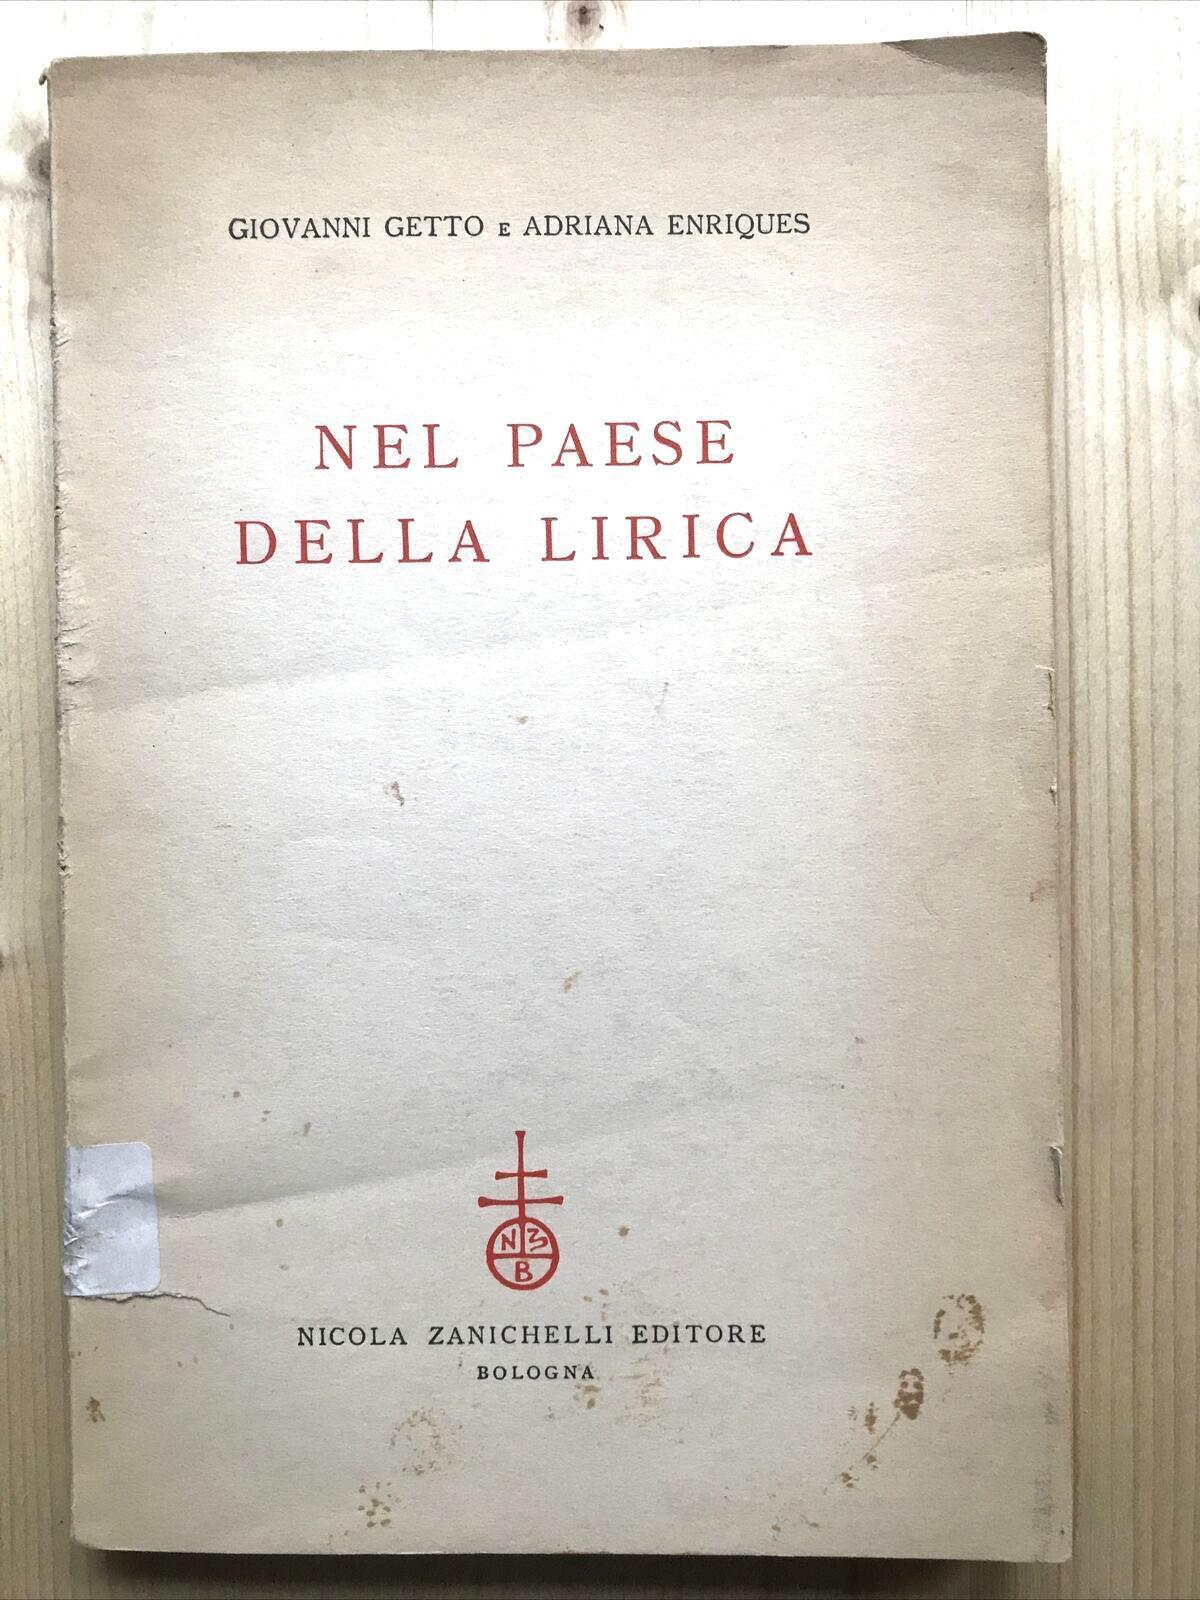 GIOVANNI GETTO E ADRIANA ENRIQUES
NEL PAESE
DELLA LIRICA
N Z
B
NICOLA ZANICHELLI EDITORE
BOLOGNA